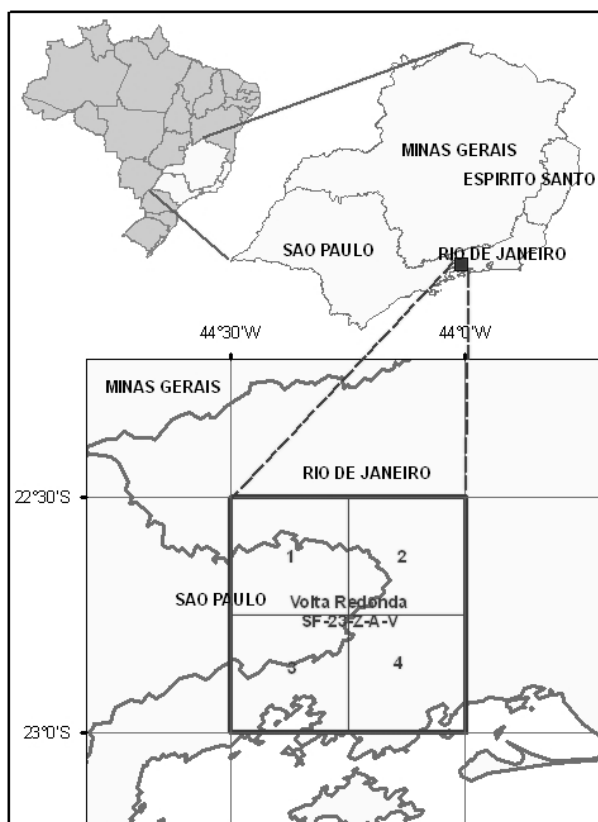 MINAS GERAIS
ESPIRITO SANTO
SAO PAULO
RIO DE JANEIRO
44°30'W
44°0'W
MINAS GERAIS
RIO DE JANEIRO
22°30'S
1
2
SAO PAULO
Volta Redonda
SF-23-Z-A-V
3
4
23°0'S